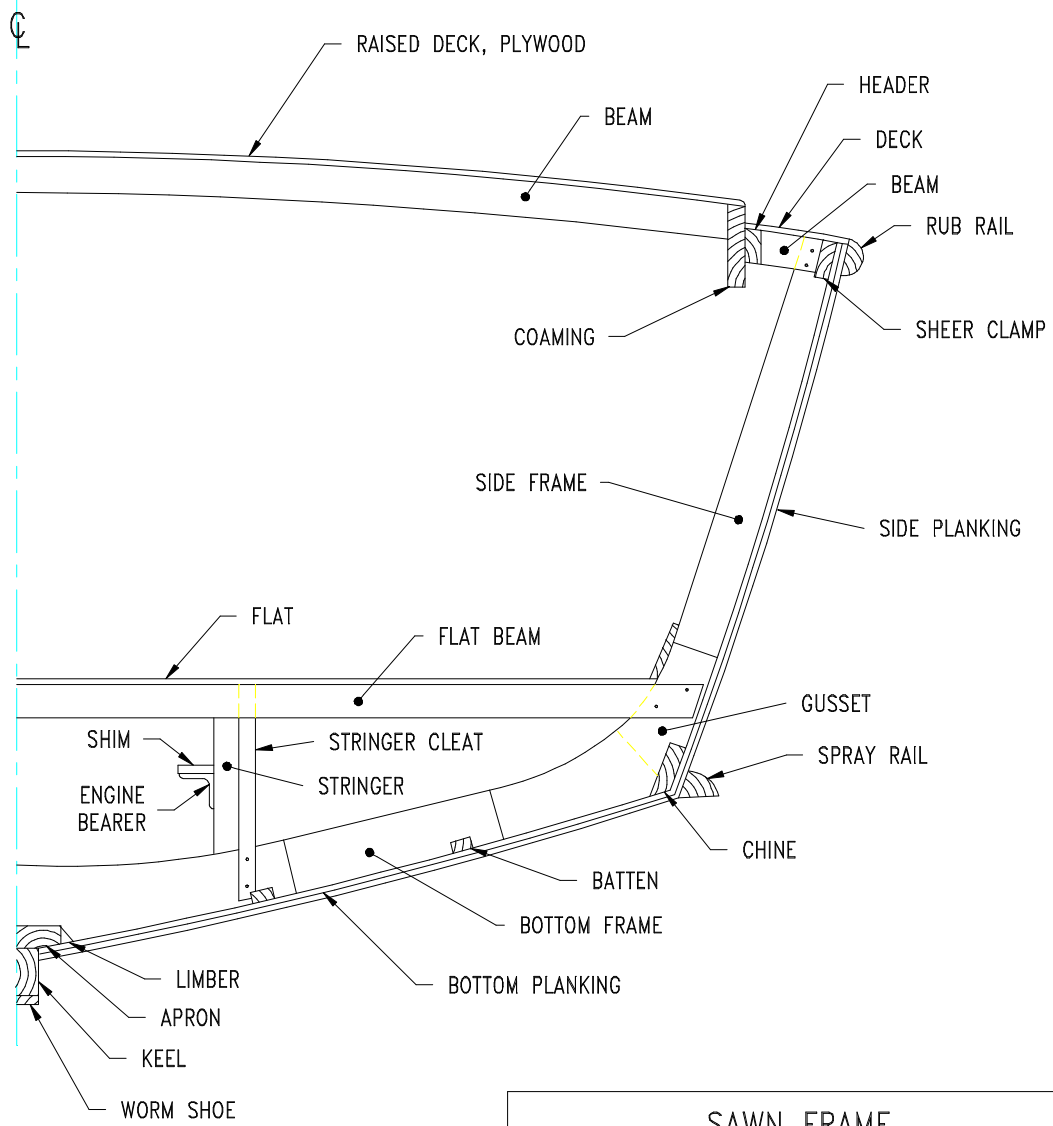 ℄
RAISED DECK, PLYWOOD
HEADER
BEAM
DECK
BEAM
RUB RAIL
COAMING
SHEER CLAMP
SIDE FRAME
SIDE PLANKING
FLAT
FLAT BEAM
GUSSET
SHIM
STRINGER CLEAT
SPRAY RAIL
STRINGER
ENGINE
BEARER
CHINE
BATTEN
BOTTOM FRAME
LIMBER
BOTTOM PLANKING
APRON
KEEL
WORM SHOE
SAWN FRAME